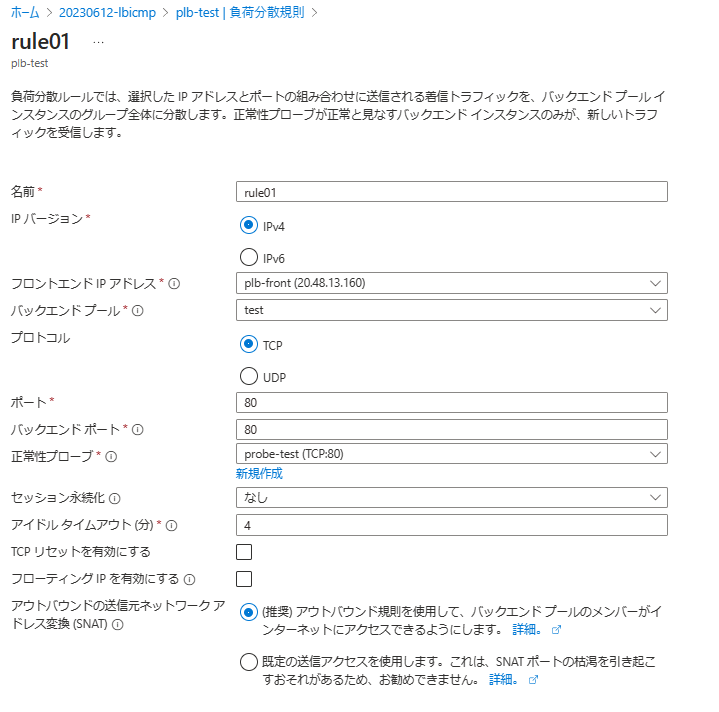 ホーム > 20230612-lbicmp > plb-test | 負荷分散規則 >
rule01 …
plb-test
負荷分散ルールでは、選択した IP アドレスとポートの組み合わせに送信される着信トラフィックを、バックエンド プール イ
ンスタンスのグループ全体に分散します。正常性プローブが正常と見なすバックエンド インスタンスのみが、新しいトラフ
ィックを受信します。
名前 * rule01
IP バージョン * IPv4
IPv6
フロントエンド IP アドレス * plb-front (20.48.13.160)
バックエンド プール * test
プロトコル TCP
UDP
ポート * 80
バックエンド ポート * 80
正常性プローブ * probe-test (TCP:80)
新規作成
セッション永続化 なし
アイドル タイムアウト (分) * 4
TCP リセットを有効にする
フローティング IP を有効にする
アウトバウンドの送信元ネットワーク ア
ドレス変換 (SNAT)
(推奨) アウトバウンド規則を使用して、バックエンド プールのメンバーがイ
ンターネットにアクセスできるようにします。 詳細。
既定の送信アクセスを使用します。これは、SNAT ポートの枯渇を引き起こ
すおそれがあるため、お勧めできません。 詳細。